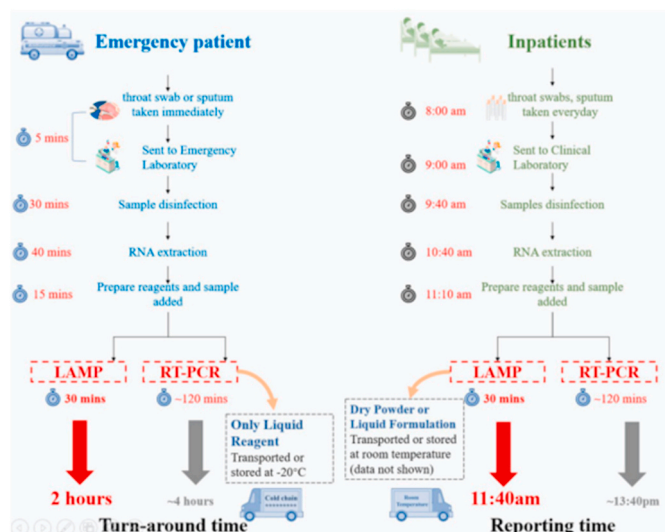 Emergency patient
throat swab or sputum
taken immediately
5 mins
Sent to Emergency
Laboratory
30 mins
Sample disinfection
40 mins
RNA extraction
15 mins
Prepare reagents and sample
added
LAMP
RT-PCR
30 mins
~120 mins
Only Liquid
Reagent
Transported or
stored at -20°C
Cold chain
2 hours
~4 hours
Turn-around time
Inpatients
8:00 am
throat swabs, sputum
taken everyday
9:00 am
Sent to Clinical
Laboratory
9:40 am
Samples disinfection
10:40 am
RNA extraction
11:10 am
Prepare reagents and sample
added
LAMP
RT-PCR
30 mins
~120 mins
Dry Powder or
Liquid Formulation
Transported or stored
at room temperature
(data not shown)
Room
Temperature
11:40am
~13:40pm
Reporting time